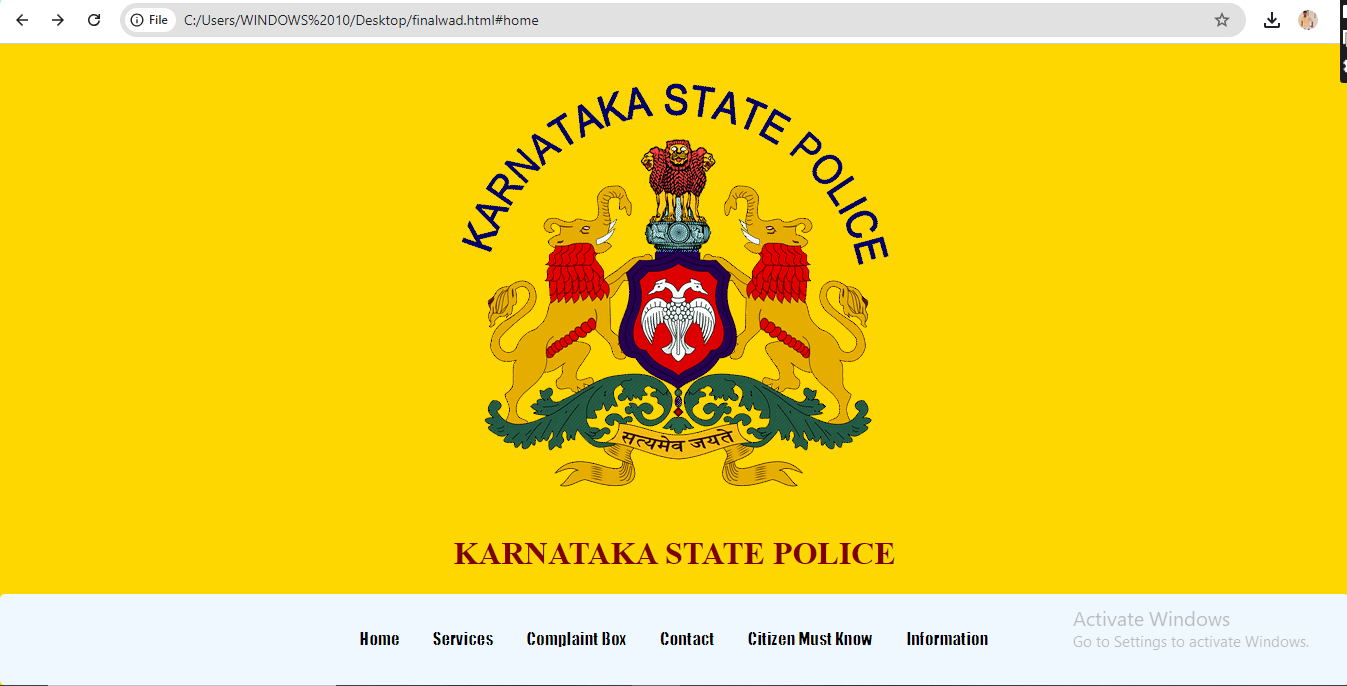 File C:/Users/WINDOWS%2010/Desktop/finalwad.html#home
KARNATAKA STATE POLICE
सत्यमेव जयते
KARNATAKA STATE POLICE
Home Services Complaint Box Contact Citizen Must Know Information
Activate Windows
Go to Settings to activate Windows.